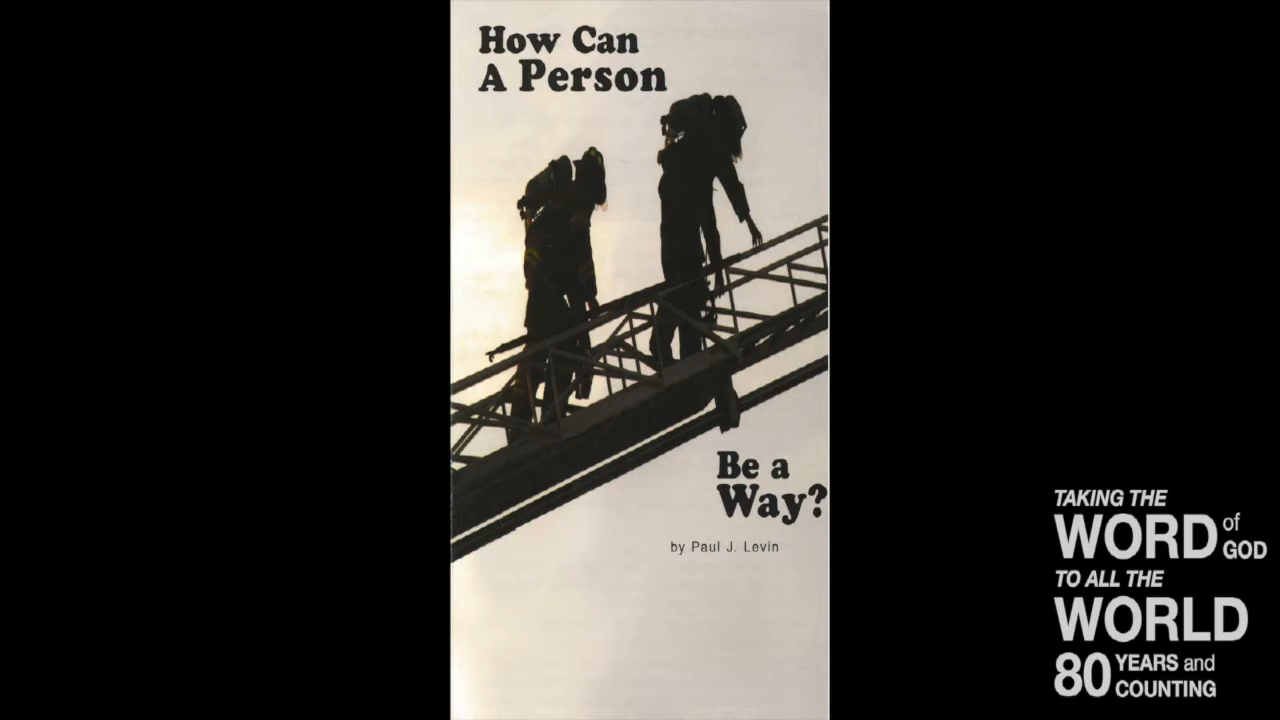 How Can
A Person
Be a
Way?
by Paul J. Levin
TAKING THE
WORD of GOD
TO ALL THE
WORLD
80 YEARS and
COUNTING